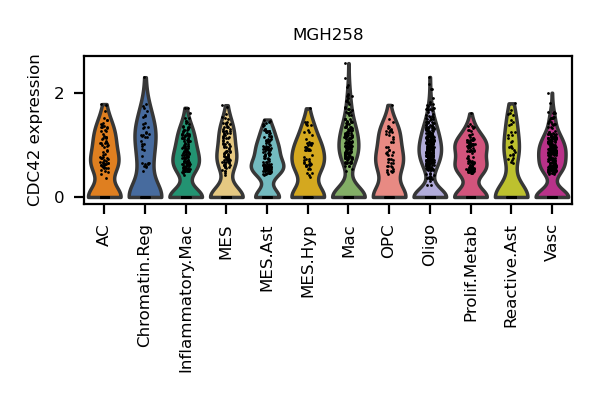 MGH258
CDC42 expression
2
0
AC
Chromatin.Reg
Inflammatory.Mac
MES
MES.Ast
MES.Hyp
Mac
OPC
Oligo
Prolif.Metab
Reactive.Ast
Vasc